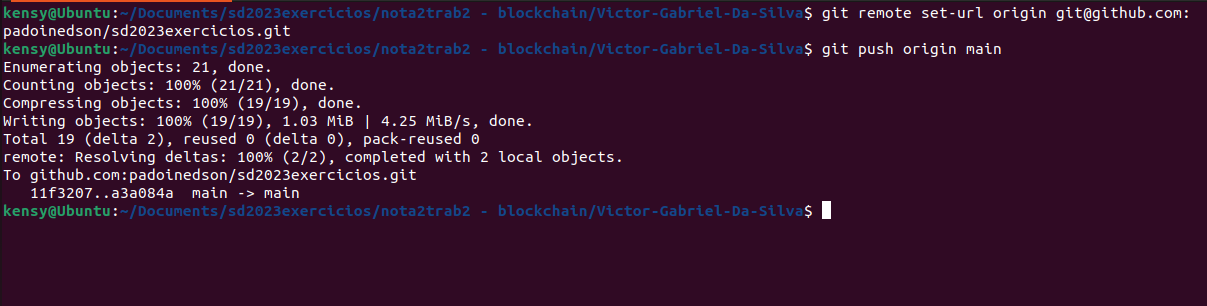 kensy@Ubuntu:~/Documents/sd2023exercicios/nota2trab2 - blockchain/Victor-Gabriel-Da-Silva$ git remote set-url origin git@github.com:
padoinedson/sd2023exercicios.git
kensy@Ubuntu:~/Documents/sd2023exercicios/nota2trab2 - blockchain/Victor-Gabriel-Da-Silva$ git push origin main
Enumerating objects: 21, done.
Counting objects: 100% (21/21), done.
Compressing objects: 100% (19/19), done.
Writing objects: 100% (19/19), 1.03 MiB | 4.25 MiB/s, done.
Total 19 (delta 2), reused 0 (delta 0), pack-reused 0
remote: Resolving deltas: 100% (2/2), completed with 2 local objects.
To github.com:padoinedson/sd2023exercicios.git
   11f3207..a3a084a  main -> main
kensy@Ubuntu:~/Documents/sd2023exercicios/nota2trab2 - blockchain/Victor-Gabriel-Da-Silva$